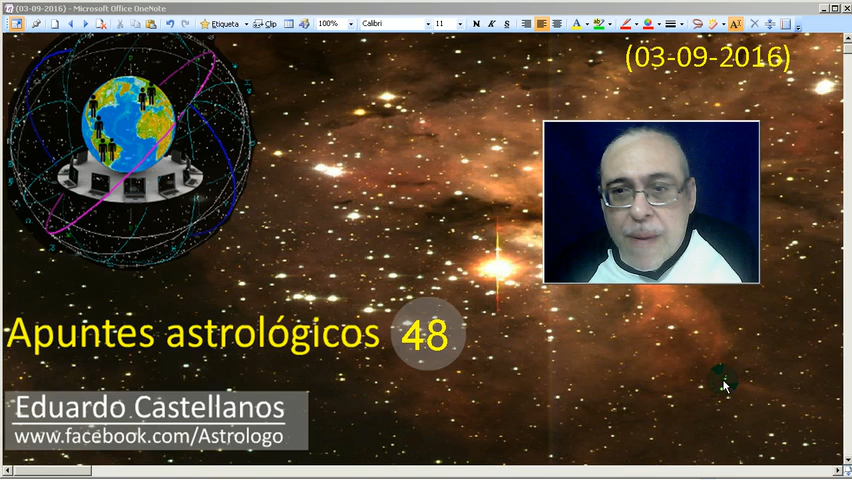 (03-09-2016) - Microsoft Office OneNote
Etiqueta
Clip
100%
Calibri
11
N K S
(03-09-2016)
Apuntes astrológicos 48
Eduardo Castellanos
www.facebook.com/Astrologo